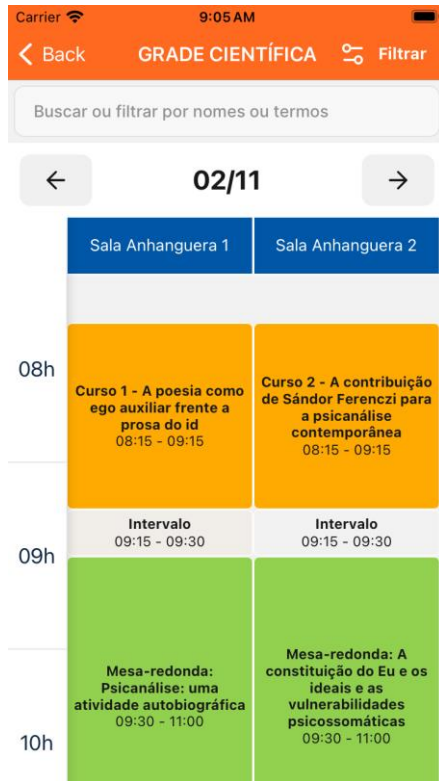 Carrier 9:05 AM
Back GRADE CIENTÍFICA Filtrar
Buscar ou filtrar por nomes ou termos
02/11
Sala Anhanguera 1
Sala Anhanguera 2
08h
Curso 1 - A poesia como
ego auxiliar frente a
prosa do id
08:15 - 09:15
Curso 2 - A contribuição
de Sándor Ferenczi para
a psicanálise
contemporânea
08:15 - 09:15
Intervalo
09:15 - 09:30
Intervalo
09:15 - 09:30
09h
Mesa-redonda:
Psicanálise: uma
atividade autobiográfica
09:30 - 11:00
Mesa-redonda: A
constituição do Eu e os
ideais e as
vulnerabilidades
psicossomáticas
09:30 - 11:00
10h